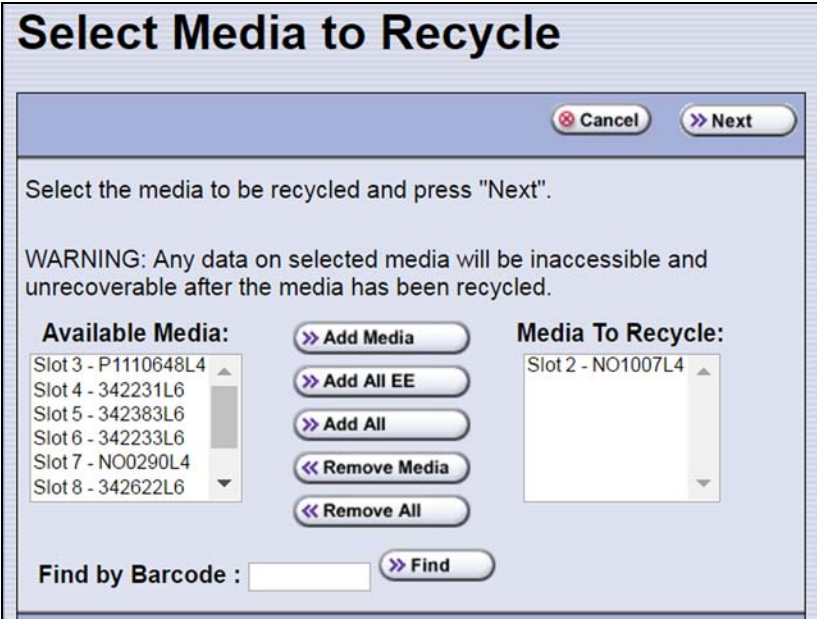 Select Media to Recycle
Cancel
Next
Select the media to be recycled and press "Next".
WARNING: Any data on selected media will be inaccessible and
unrecoverable after the media has been recycled.
Available Media:
Slot 3 - P1110648L4
Slot 4 - 342231L6
Slot 5 - 342383L6
Slot 6 - 342233L6
Slot 7 - NO0290L4
Slot 8 - 342622L6
Add Media
Add All EE
Add All
Remove Media
Remove All
Media To Recycle:
Slot 2 - NO1007L4
Find by Barcode :
Find